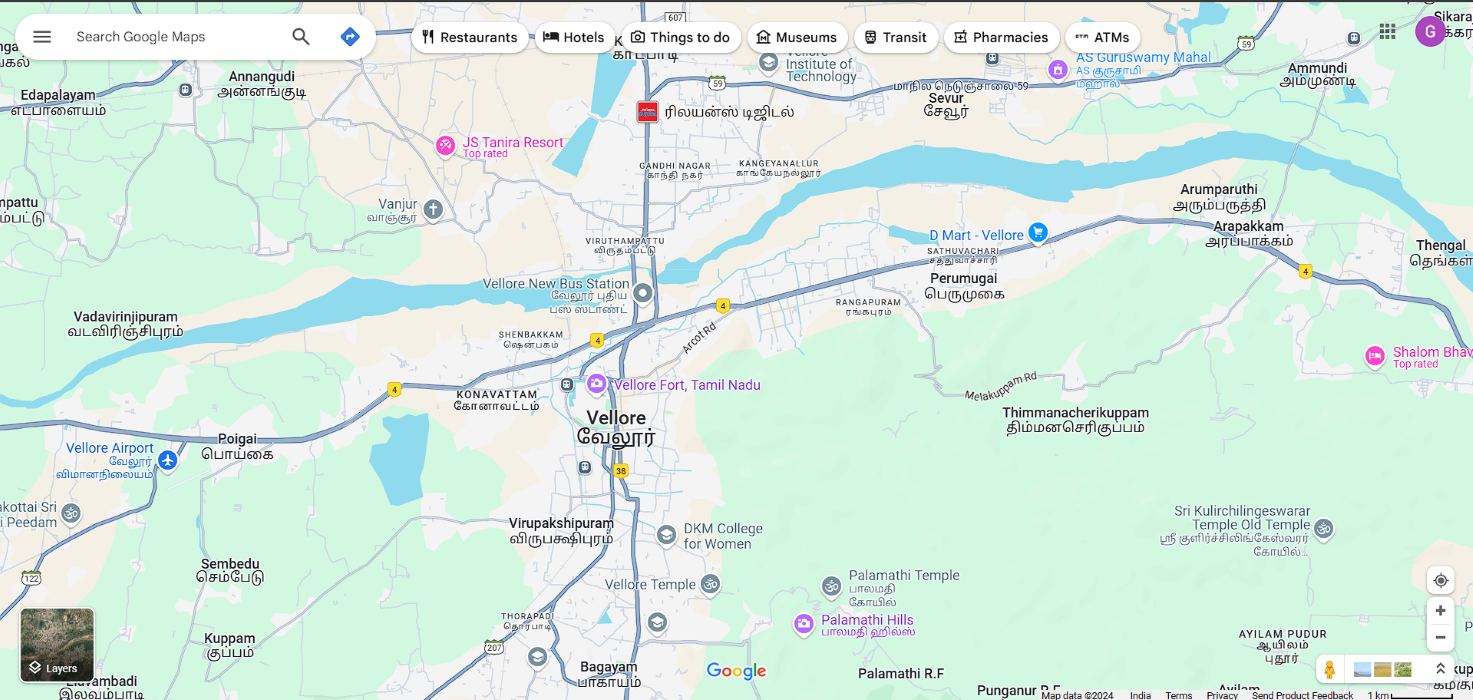 607
Sikara
Search Google Maps
Restaurants
Hotels
Things to do
Museums
Transit
Pharmacies
ATMs
G
59
காட்பாடி
Vellore
Institute of
Technology
59
AS Guruswamy Mahal
AS குருசாமி
மஹால்
Ammundi
அம்முண்டி
Annangudi
அன்னங்குடி
Edapalayam
எடபாளையம்
மாநில நெடுஞ்சாலை 59
Sevur
சேவூர்
ரிலயன்ஸ் டிஜிடல்
JS Tanira Resort
Top rated
GANDHI NAGAR
காந்தி நகர்
KANGEYANALLUR
காங்கேயநல்லூர்
Vanjur
வாஞ்சூர்
Arumparuthi
அரும்பருத்தி
Arapakkam
அரப்பாக்கம்
Thengal
தெங்கள்
VIRUTHAMPATTU
விருதம்பட்டு
D Mart - Vellore
SATHUVACHARI
சத்துவாச்சாரி
Perumugai
பெருமுகை
4
Vellore New Bus Station
வேலூர் புதிய
பஸ் ஸ்டாண்ட்
4
RANGAPURAM
ரங்கபுரம்
Vadavirinjipuram
வடவிரிஞ்சிபுரம்
SHENBAKKAM
ஷென்பகம்
4
Arcot Rd
Shalom Bhav
Top rated
4
KONAVATTAM
கோனாவட்டம்
Vellore Fort, Tamil Nadu
Melakuppam Rd
Vellore
வேலூர்
Thimmanacherikuppam
திம்மனசெரிகுப்பம்
Poigai
பொய்கை
Vellore Airport
வேலூர்
விமானநிலையம்
38
akottai Sri
i Peedam
Virupakshipuram
விருபக்ஷிபுரம்
DKM College
for Women
Sri Kulirchilingeswarar
Temple Old Temple
ஸ்ரீ குளிர்ச்சிலிங்கேஸ்வரர்
கோயில்...
122
Sembedu
செம்பேடு
Vellore Temple
Palamathi Temple
பாலமதி
கோயில்
Palamathi Hills
பாலமதி ஹில்ஸ்
THORAPADI
தொரப்பாடி
207
Kuppam
குப்பம்
AYILAM PUDUR
ஆயிலம்
புதூர்
Layers
Bagayam
பாகாயம்
Google
Palamathi R.F
Punganur R.F
Ayilam
Map data ©2024
India
Terms
Privacy
Send Product Feedback
1 km